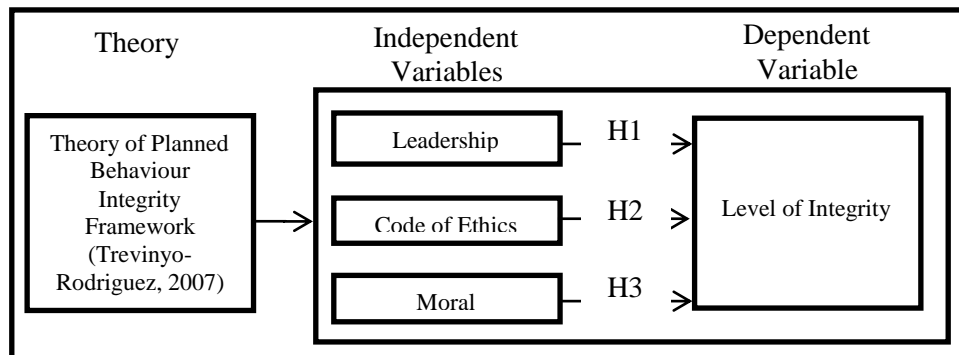 Theory
Independent
Variables
Dependent
Variable
Theory of Planned
Behaviour
Integrity
Framework
(Trevinyo-
Rodriguez, 2007)
Leadership
H1
Code of Ethics
H2
Moral
H3
Level of Integrity